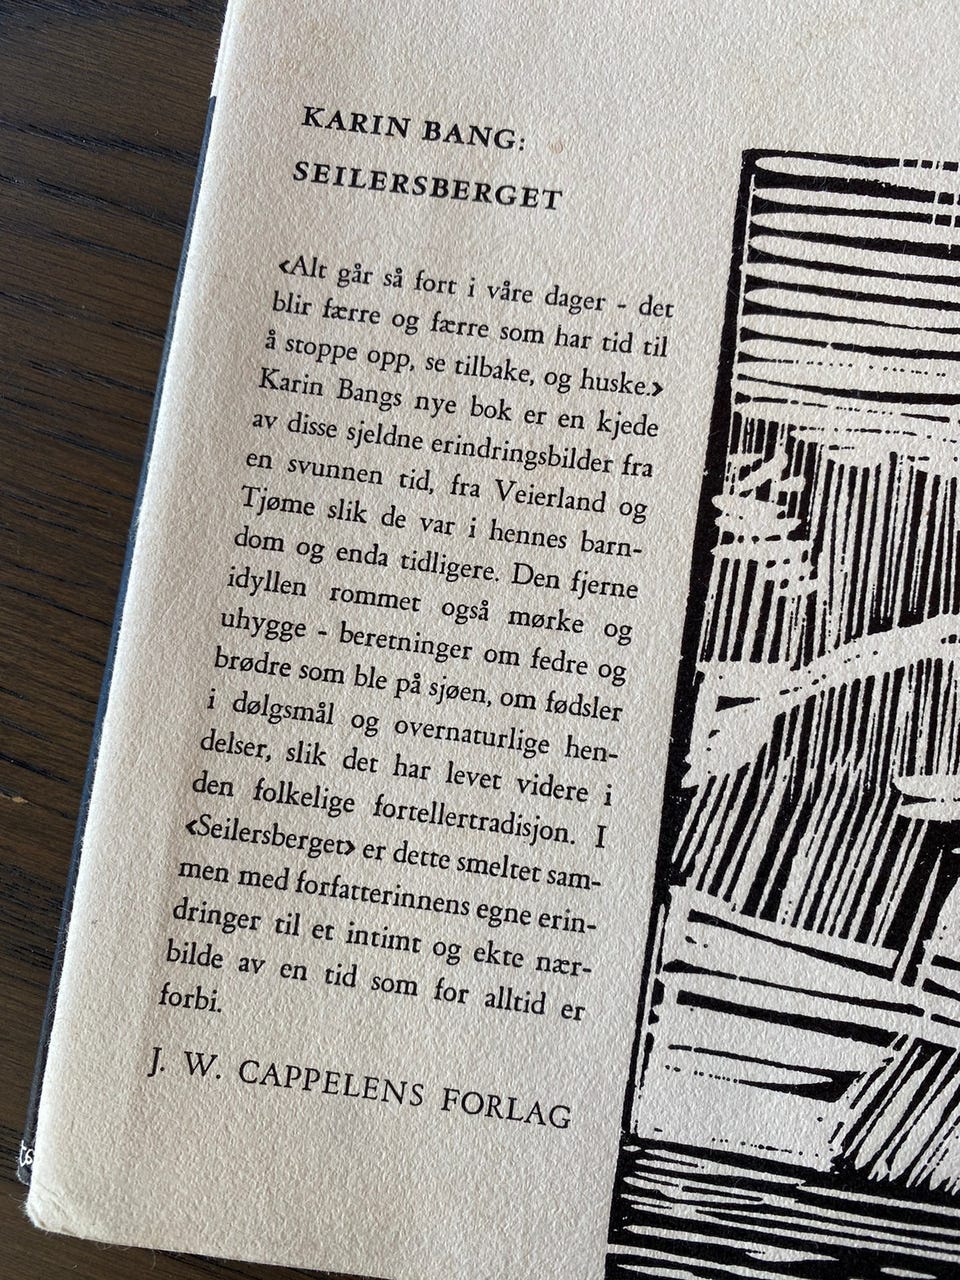 KARIN BANG:
SEILERSBERGET
‹Alt går så fort i våre dager - det
blir færre og færre som har tid til
å stoppe opp, se tilbake, og huske.›
Karin Bangs nye bok er en kjede
av disse sjeldne erindringsbilder fra
en svunnen tid, fra Veierland og
Tjøme slik de var i hennes barn-
dom og enda tidligere. Den fjerne
idyllen rommet også mørke og
uhygge - beretninger om fedre og
brødre som ble på sjøen, om fødsler
i dølgsmål og overnaturlige hen-
delser, slik det har levet videre i
den folkelige fortellertradisjon. I
‹Seilersberget› er dette smeltet sam-
men med forfatterinnens egne erin-
dringer til et intimt og ekte nær-
bilde av en tid som for alltid er
forbi.
J. W. CAPPELENS FORLAG